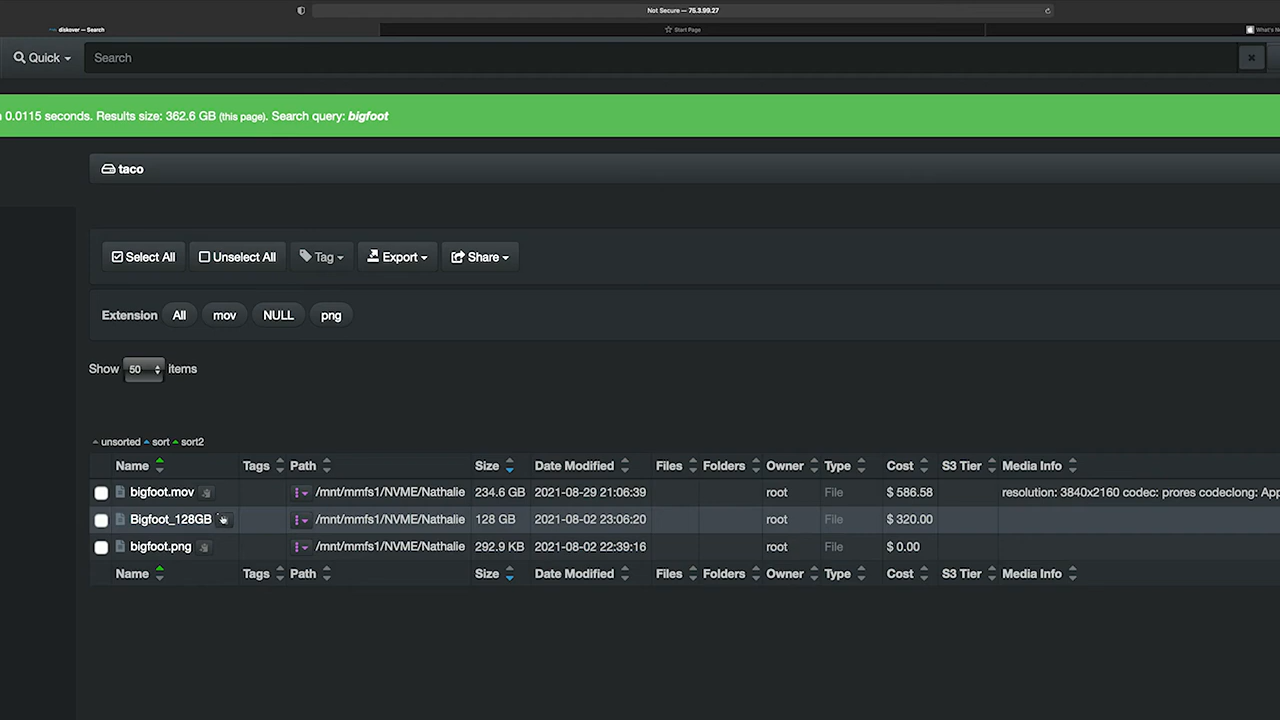 Not Secure — 75.3.99.27
diskover — Search
Start Page
What's N
Quick
Search
0.0115 seconds. Results size: 362.6 GB (this page). Search query: bigfoot
taco
Select All Unselect All Tag Export Share
Extension All mov NULL png
Show 50 items
unsorted sort sort2
Name Tags Path Size Date Modified Files Folders Owner Type Cost S3 Tier Media Info
bigfoot.mov /mnt/mmfs1/NVME/Nathalie 234.6 GB 2021-08-29 21:06:39 root File $ 586.58 resolution: 3840x2160 codec: prores codeclong: App
Bigfoot_128GB /mnt/mmfs1/NVME/Nathalie 128 GB 2021-08-02 23:06:20 root File $ 320.00
bigfoot.png /mnt/mmfs1/NVME/Nathalie 292.9 KB 2021-08-02 22:39:16 root File $ 0.00
Name Tags Path Size Date Modified Files Folders Owner Type Cost S3 Tier Media Info